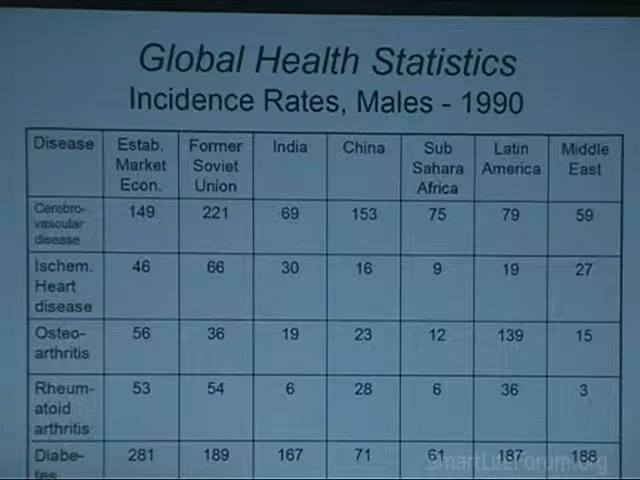 Global Health Statistics
Incidence Rates, Males - 1990
Disease Estab. Market Econ. Former Soviet Union India China Sub Sahara Africa Latin America Middle East
Cerebro-vascular disease 149 221 69 153 75 79 59
Ischem. Heart disease 46 66 30 16 9 19 27
Osteo-arthritis 56 36 19 23 12 139 15
Rheum-atoid arthritis 53 54 6 28 6 36 3
Diabe-tes 281 189 167 71 61 187 188
SmartLifeForum.org